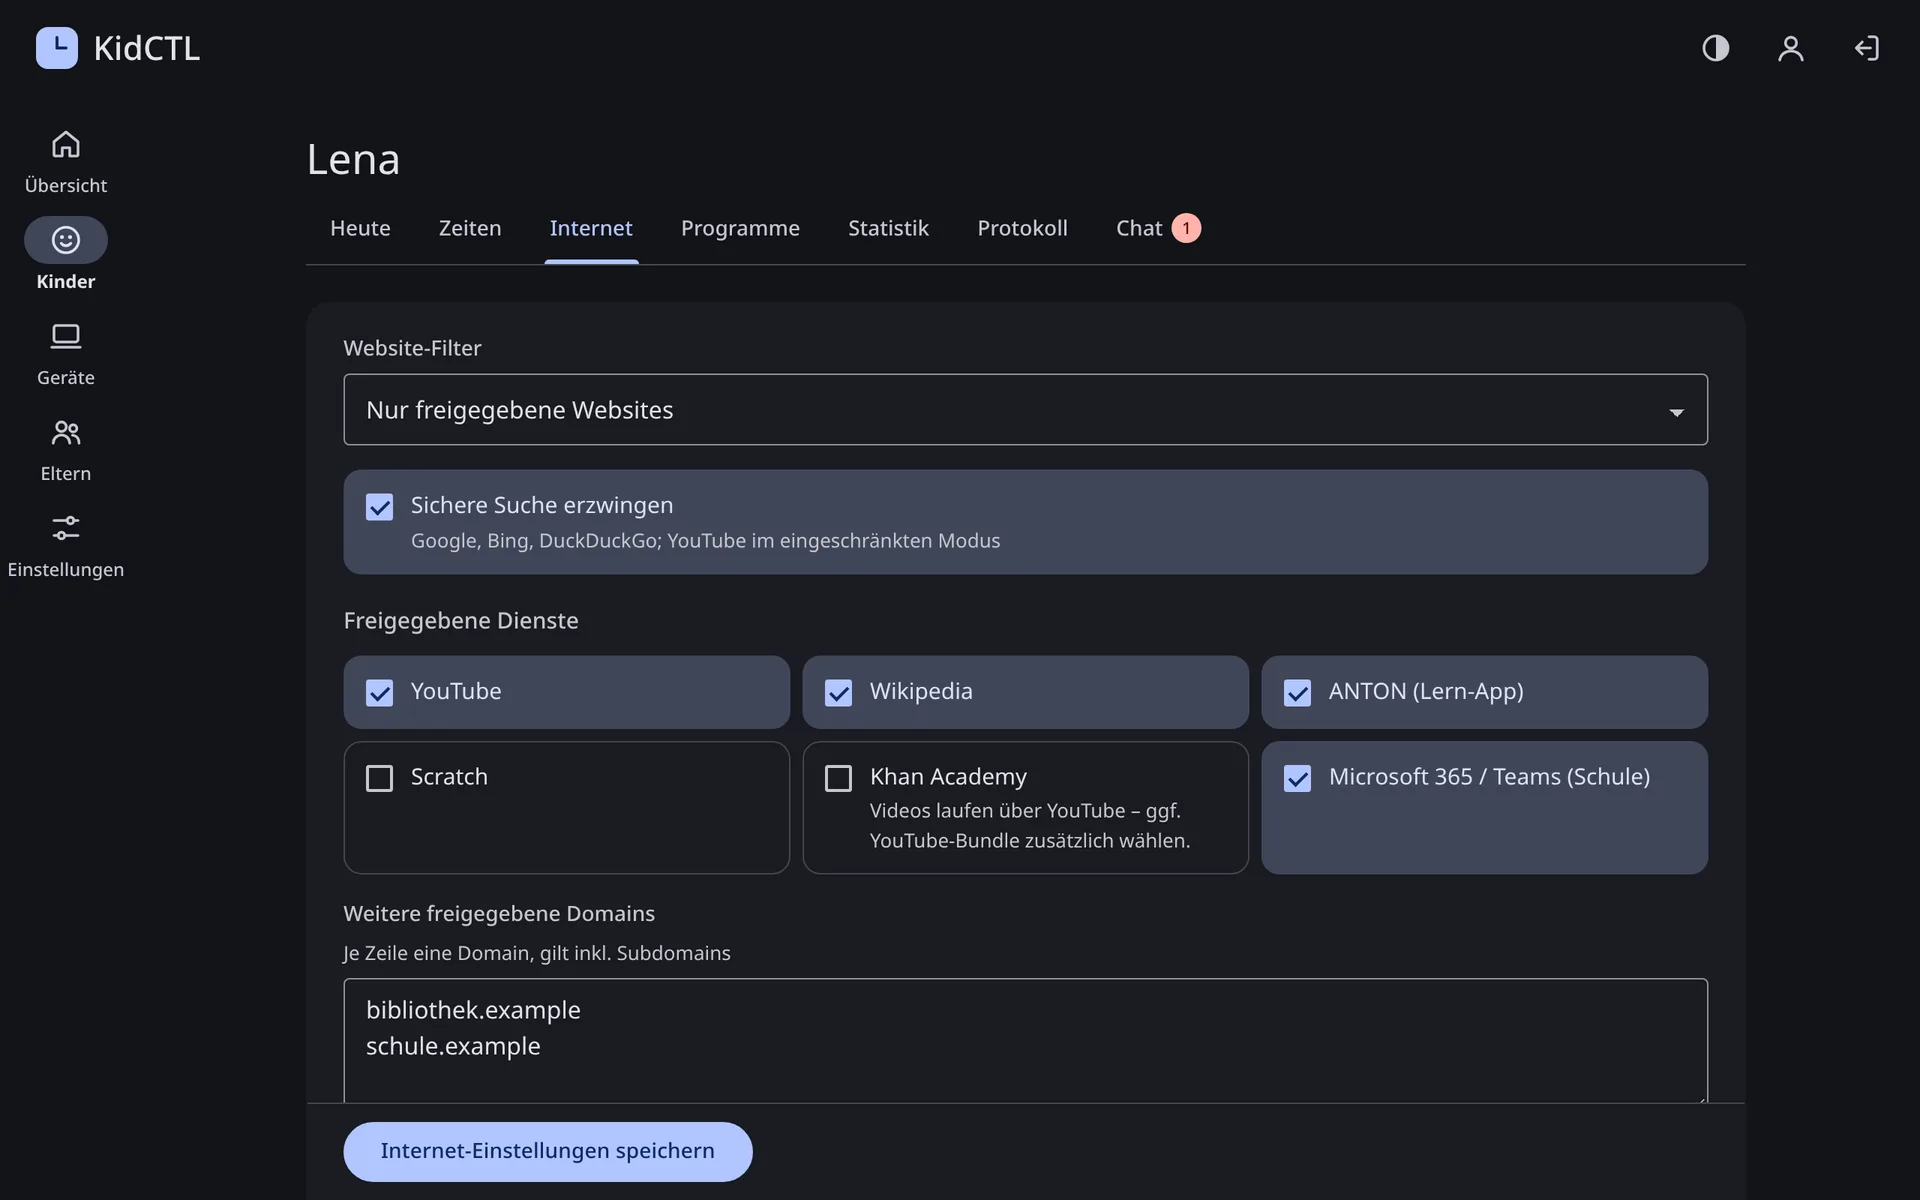 KidCTL
Übersicht
Kinder
Geräte
Eltern
Einstellungen
Lena
Heute Zeiten Internet Programme Statistik Protokoll Chat 1
Website-Filter
Nur freigegebene Websites
Sichere Suche erzwingen
Google, Bing, DuckDuckGo; YouTube im eingeschränkten Modus
Freigegebene Dienste
YouTube
Wikipedia
ANTON (Lern-App)
Scratch
Khan Academy
Videos laufen über YouTube – ggf.
YouTube-Bundle zusätzlich wählen.
Microsoft 365 / Teams (Schule)
Weitere freigegebene Domains
Je Zeile eine Domain, gilt inkl. Subdomains
bibliothek.example
schule.example
Internet-Einstellungen speichern